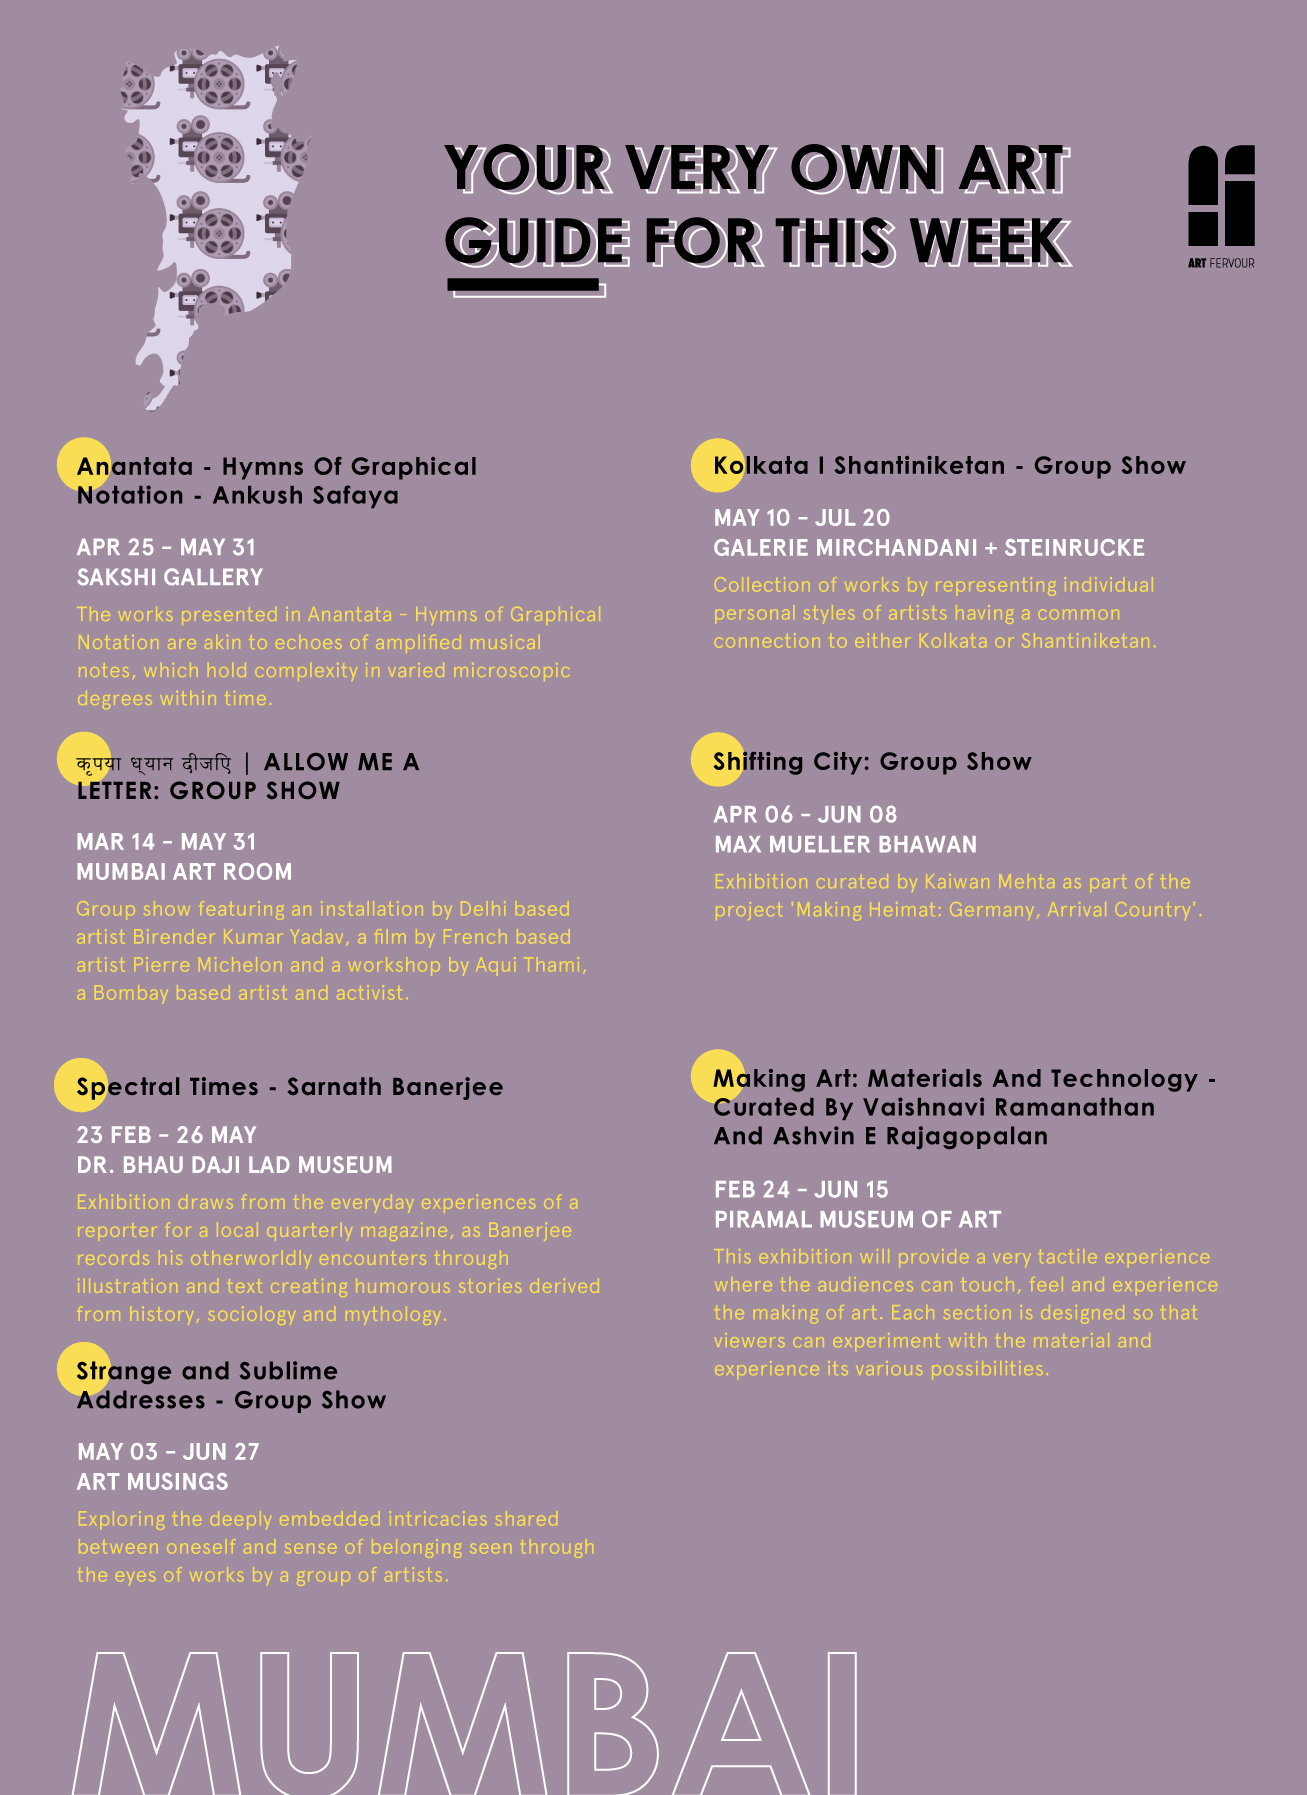 YOUR VERY OWN ART
GUIDE FOR THIS WEEK
ART FERVOUR
Anantata - Hymns Of Graphical
Notation - Ankush Safaya
APR 25 – MAY 31
SAKSHI GALLERY
The works presented in Anantata – Hymns of Graphical
Notation are akin to echoes of amplified musical
notes, which hold complexity in varied microscopic
degrees within time.
कृपया ध्यान दीजिए | ALLOW ME A
LETTER: GROUP SHOW
MAR 14 – MAY 31
MUMBAI ART ROOM
Group show featuring an installation by Delhi based
artist Birender Kumar Yadav, a film by French based
artist Pierre Michelon and a workshop by Aqui Thami,
a Bombay based artist and activist.
Spectral Times - Sarnath Banerjee
23 FEB – 26 MAY
DR. BHAU DAJI LAD MUSEUM
Exhibition draws from the everyday experiences of a
reporter for a local quarterly magazine, as Banerjee
records his otherworldly encounters through
illustration and text creating humorous stories derived
from history, sociology and mythology.
Strange and Sublime
Addresses - Group Show
MAY 03 – JUN 27
ART MUSINGS
Exploring the deeply embedded intricacies shared
between oneself and sense of belonging seen through
the eyes of works by a group of artists.
Kolkata I Shantiniketan - Group Show
MAY 10 – JUL 20
GALERIE MIRCHANDANI + STEINRUCKE
Collection of works by representing individual
personal styles of artists having a common
connection to either Kolkata or Shantiniketan.
Shifting City: Group Show
APR 06 – JUN 08
MAX MUELLER BHAWAN
Exhibition curated by Kaiwan Mehta as part of the
project 'Making Heimat: Germany, Arrival Country'.
Making Art: Materials And Technology -
Curated By Vaishnavi Ramanathan
And Ashvin E Rajagopalan
FEB 24 – JUN 15
PIRAMAL MUSEUM OF ART
This exhibition will provide a very tactile experience
where the audiences can touch, feel and experience
the making of art. Each section is designed so that
viewers can experiment with the material and
experience its various possibilities.
MUMBAI